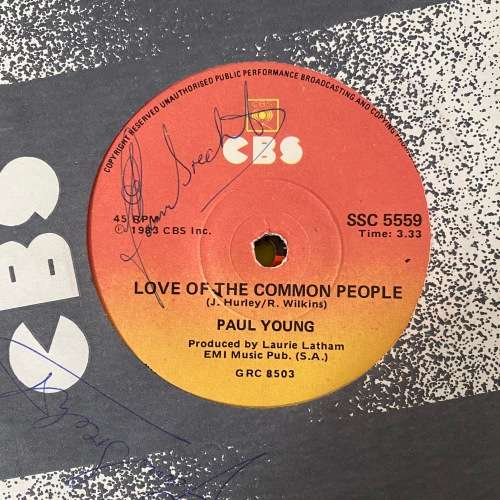 COPYRIGHT RESERVED UNAUTHORISED PUBLIC PERFORMANCE BROADCASTING AND COPYING
CBS
CBS
45 RPM
℗ 1983 CBS Inc.
SSC 5559
Time: 3.33
LOVE OF THE COMMON PEOPLE
(J. Hurley/R. Wilkins)
PAUL YOUNG
Produced by Laurie Latham
EMI Music Pub. (S.A.)
GRC 8503
CBS